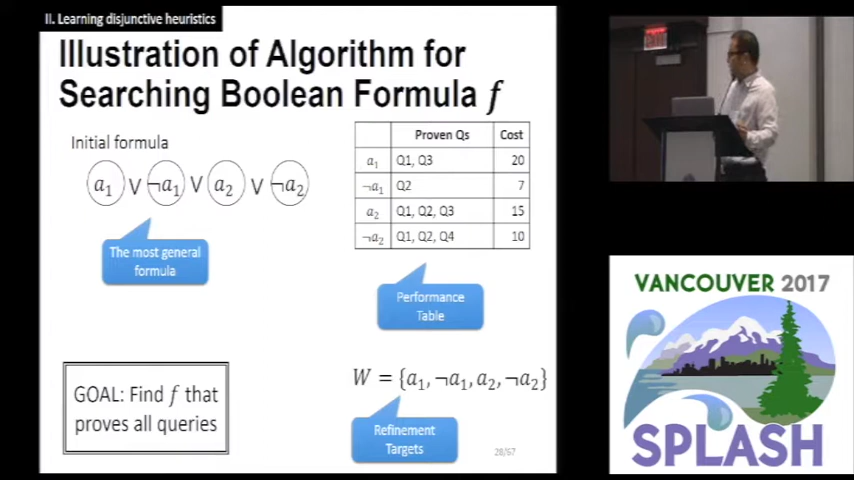 II. Learning disjunctive heuristics
Illustration of Algorithm for
Searching Boolean Formula f
Initial formula
a₁ ∨ ¬a₁ ∨ a₂ ∨ ¬a₂
The most general
formula
Proven Qs Cost
a₁ Q1, Q3 20
¬a₁ Q2 7
a₂ Q1, Q2, Q3 15
¬a₂ Q1, Q2, Q4 10
Performance
Table
GOAL: Find f that
proves all queries
W = {a₁, ¬a₁, a₂, ¬a₂}
Refinement
Targets
20/67
EXIT
VANCOUVER 2017
SPLASH